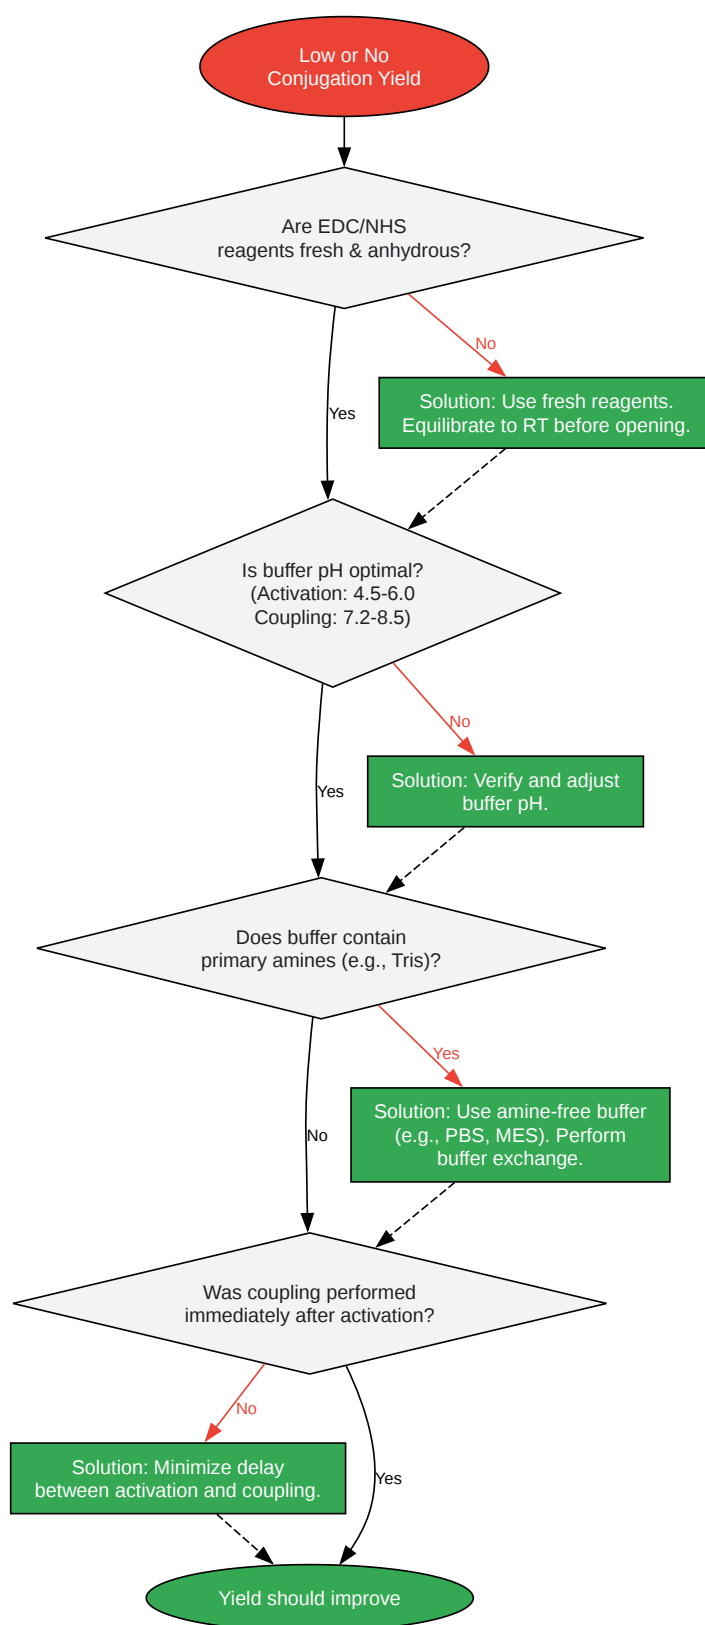 Low or No
Conjugation Yield
Are EDC/NHS
reagents fresh & anhydrous?
No
Yes
Solution: Use fresh reagents.
Equilibrate to RT before opening.
Is buffer pH optimal?
(Activation: 4.5-6.0
Coupling: 7.2-8.5)
No
Yes
Solution: Verify and adjust
buffer pH.
Does buffer contain
primary amines (e.g., Tris)?
Yes
No
Solution: Use amine-free buffer
(e.g., PBS, MES). Perform
buffer exchange.
Was coupling performed
immediately after activation?
No
Yes
Solution: Minimize delay
between activation and coupling.
Yield should improve